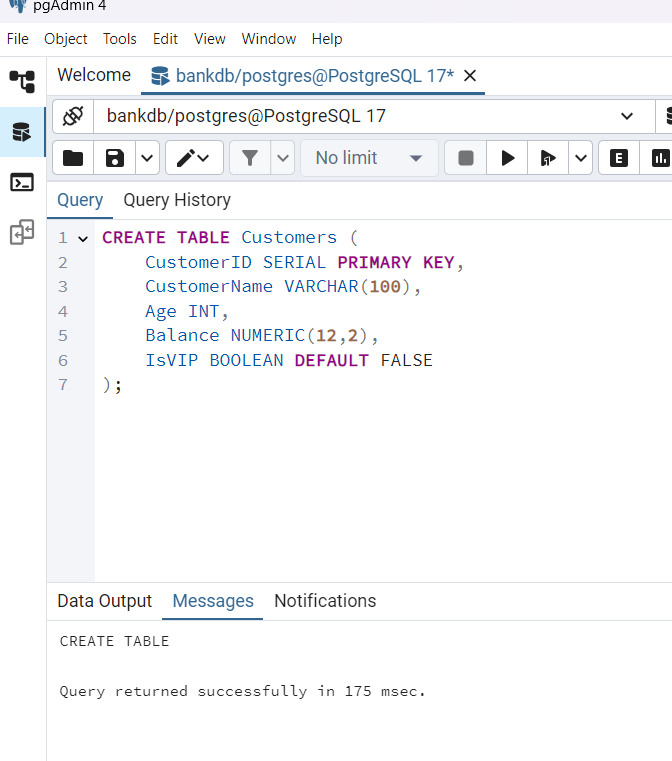 pgAdmin 4
File Object Tools Edit View Window Help
Welcome bankdb/postgres@PostgreSQL 17*
bankdb/postgres@PostgreSQL 17
No limit E
Query Query History
1 CREATE TABLE Customers (
2 CustomerID SERIAL PRIMARY KEY,
3 CustomerName VARCHAR(100),
4 Age INT,
5 Balance NUMERIC(12,2),
6 IsVIP BOOLEAN DEFAULT FALSE
7 );
Data Output Messages Notifications
CREATE TABLE
Query returned successfully in 175 msec.